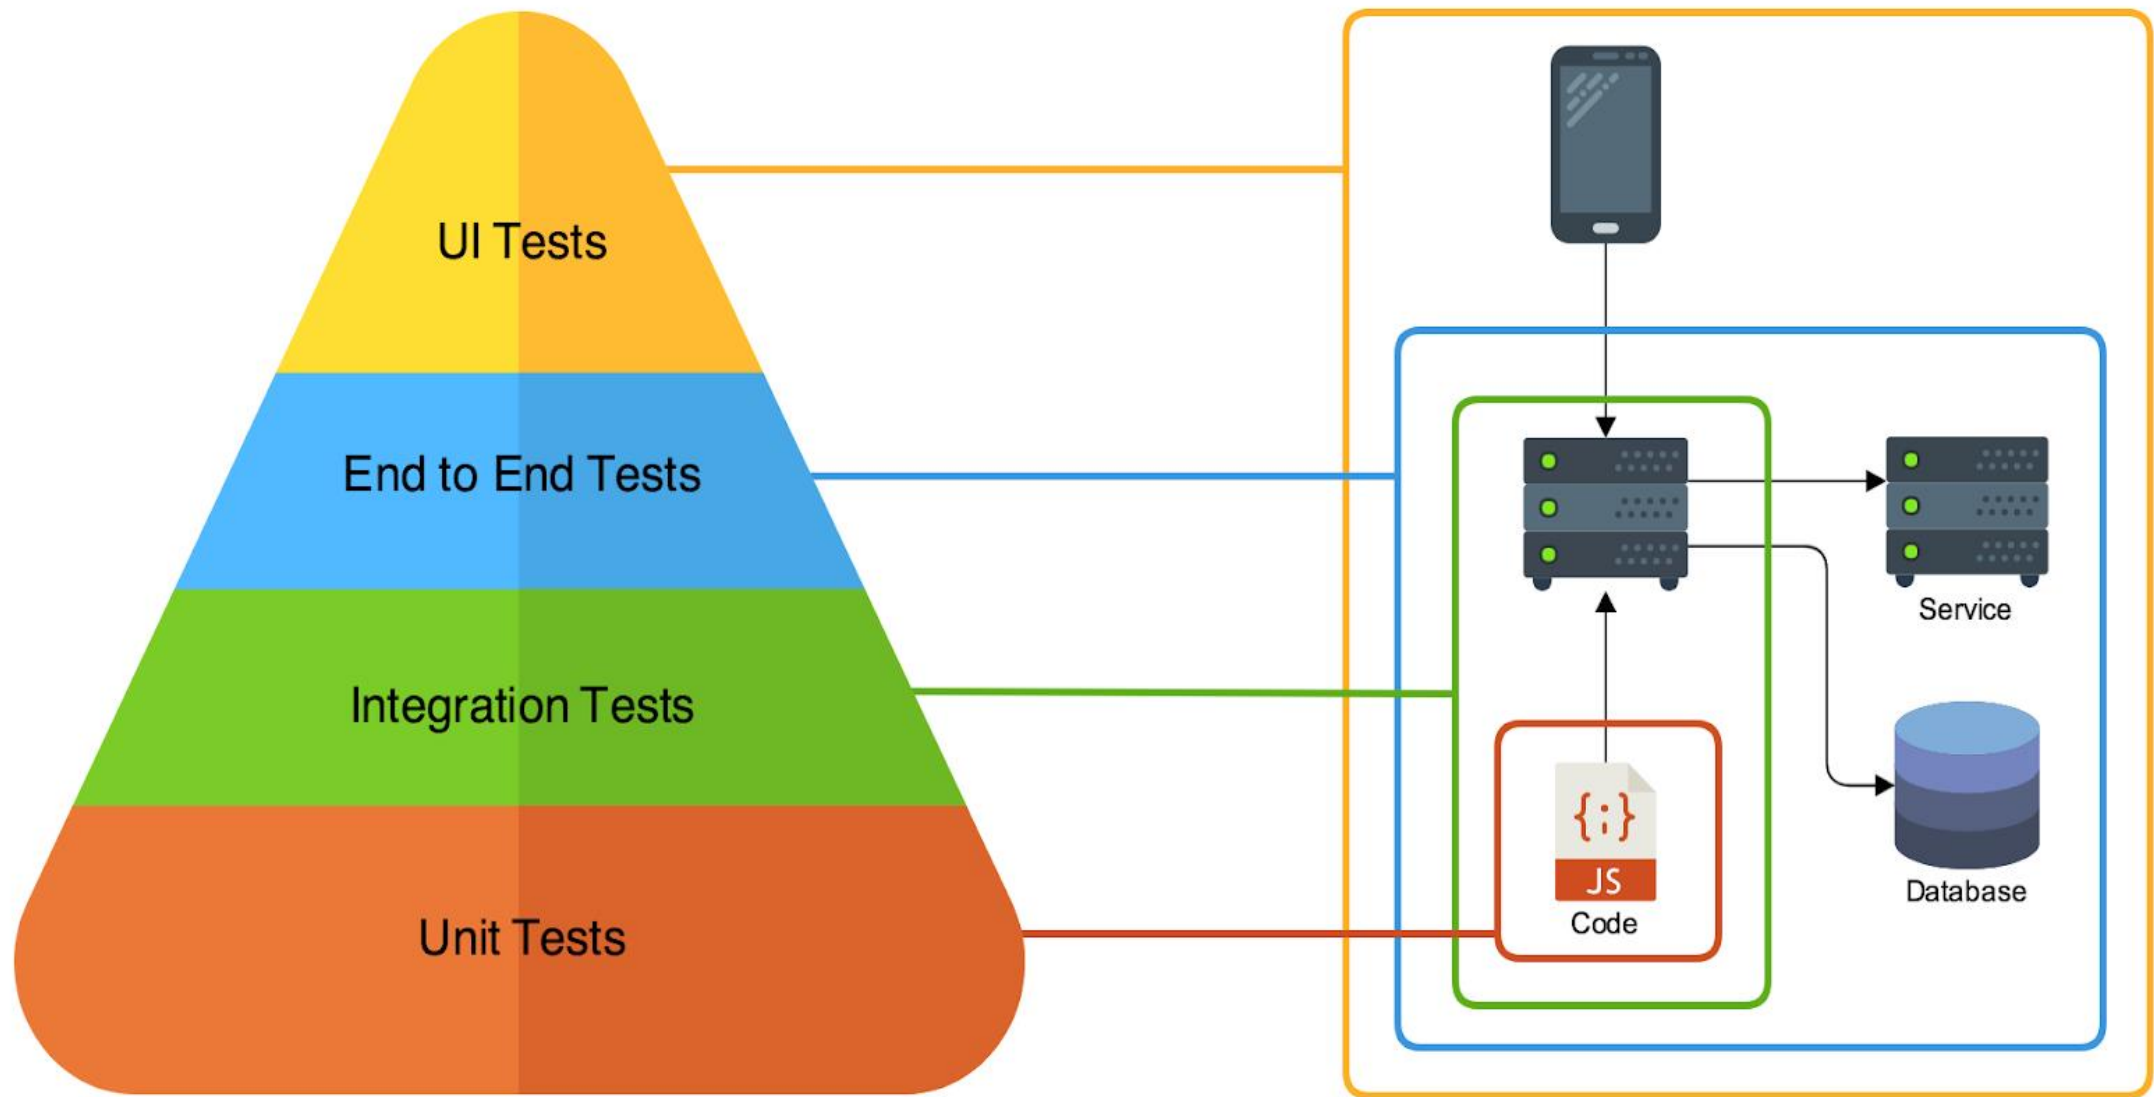 UI Tests
End to End Tests
Integration Tests
Unit Tests
Service
Database
{;}
JS
Code